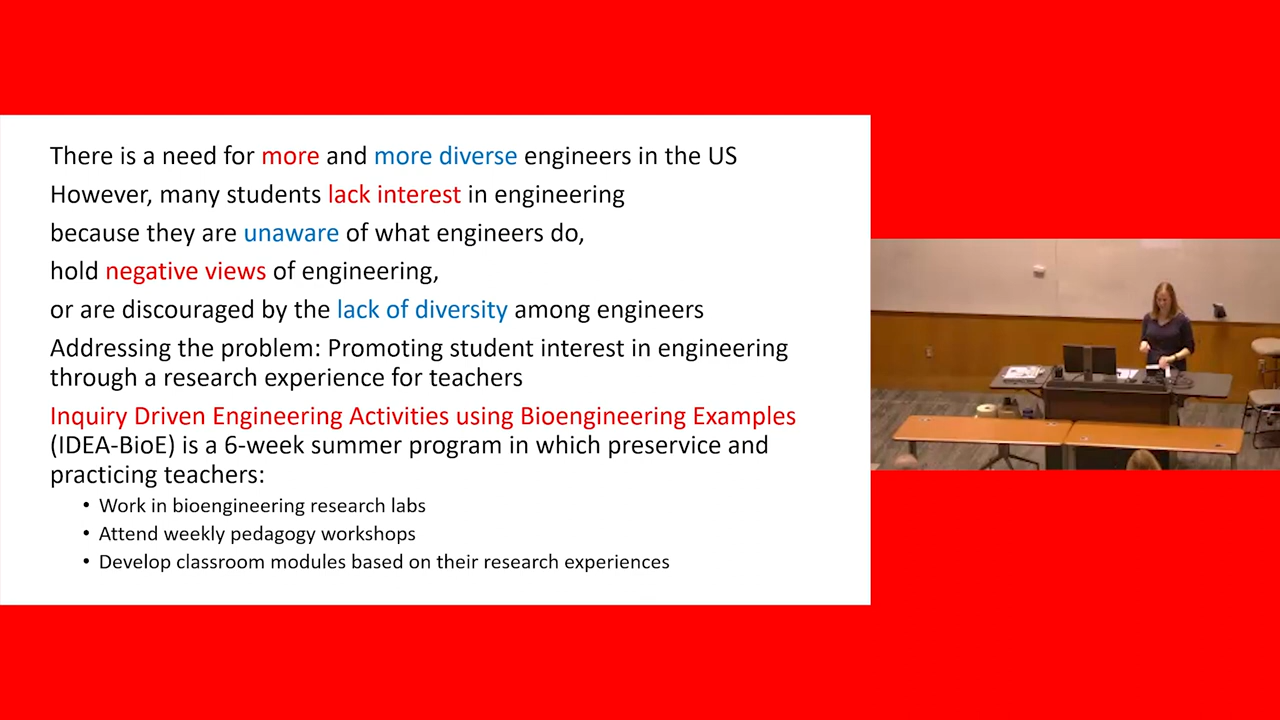 There is a need for more and more diverse engineers in the US
However, many students lack interest in engineering
because they are unaware of what engineers do,
hold negative views of engineering,
or are discouraged by the lack of diversity among engineers
Addressing the problem: Promoting student interest in engineering
through a research experience for teachers
Inquiry Driven Engineering Activities using Bioengineering Examples
(IDEA-BioE) is a 6-week summer program in which preservice and
practicing teachers:
• Work in bioengineering research labs
• Attend weekly pedagogy workshops
• Develop classroom modules based on their research experiences